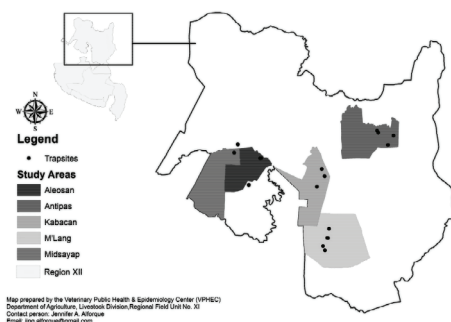 N
W
E
S
Legend
Trapsites
Study Areas
Aleosan
Antipas
Kabacan
M'Lang
Midsayap
Region XII
Map prepared by the Veterinary Public Health & Epidemiology Center (VPHEC)
Department of Agriculture, Livestock Division,Regional Field Unit No. XI
Contact person: Jennifer A. Alforque